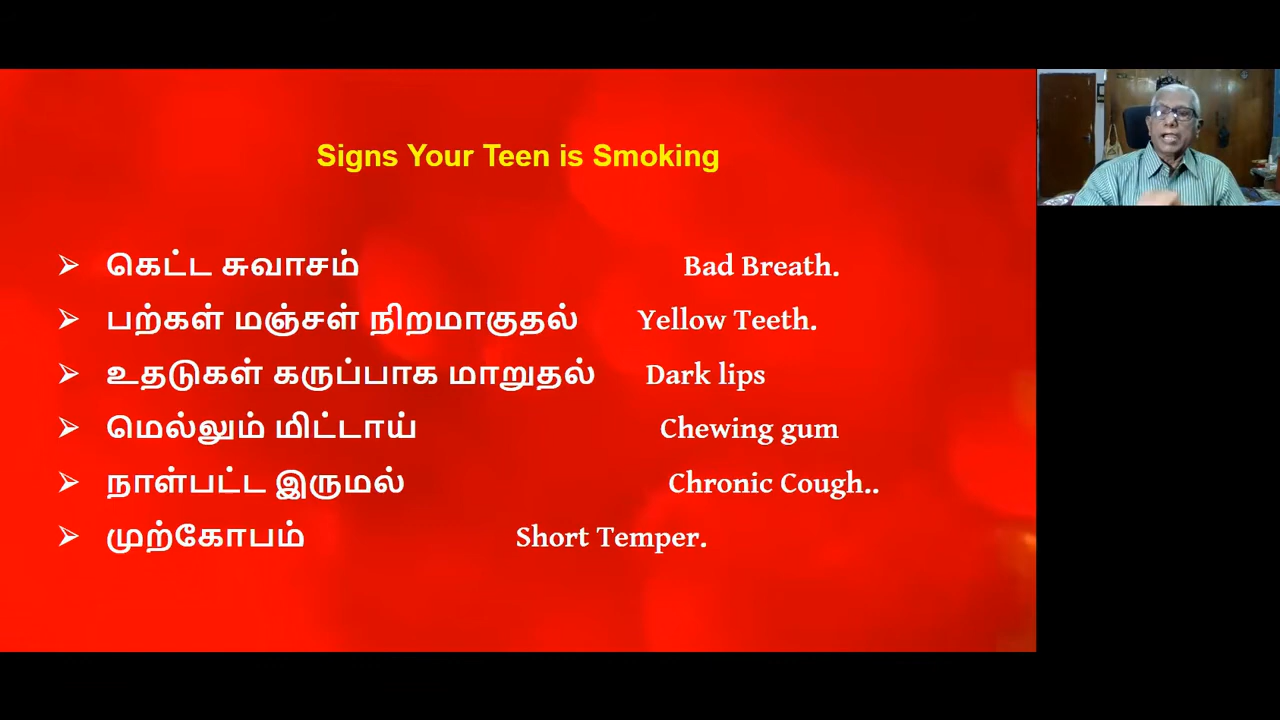 Signs Your Teen is Smoking
➢ கெட்ட சுவாசம் Bad Breath.
➢ பற்கள் மஞ்சள் நிறமாகுதல் Yellow Teeth.
➢ உதடுகள் கருப்பாக மாறுதல் Dark lips
➢ மெல்லும் மிட்டாய் Chewing gum
➢ நாள்பட்ட இருமல் Chronic Cough..
➢ முற்கோபம் Short Temper.